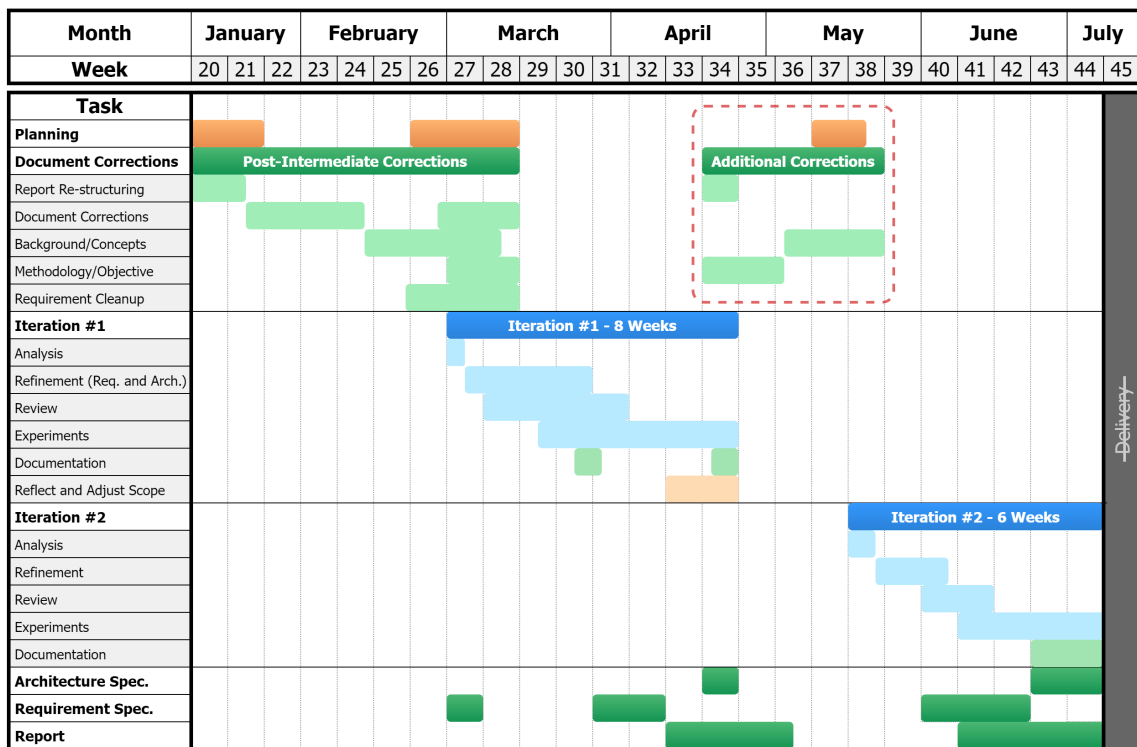 Month January February March April May June July
Week 20 21 22 23 24 25 26 27 28 29 30 31 32 33 34 35 36 37 38 39 40 41 42 43 44 45
Task
Planning
Document Corrections Post-Intermediate Corrections Additional Corrections
Report Re-structuring
Document Corrections
Background/Concepts
Methodology/Objective
Requirement Cleanup
Iteration #1 Iteration #1 - 8 Weeks
Analysis
Refinement (Req. and Arch.)
Review
Experiments
Documentation
Reflect and Adjust Scope
Delivery
Iteration #2 Iteration #2 - 6 Weeks
Analysis
Refinement
Review
Experiments
Documentation
Architecture Spec.
Requirement Spec.
Report